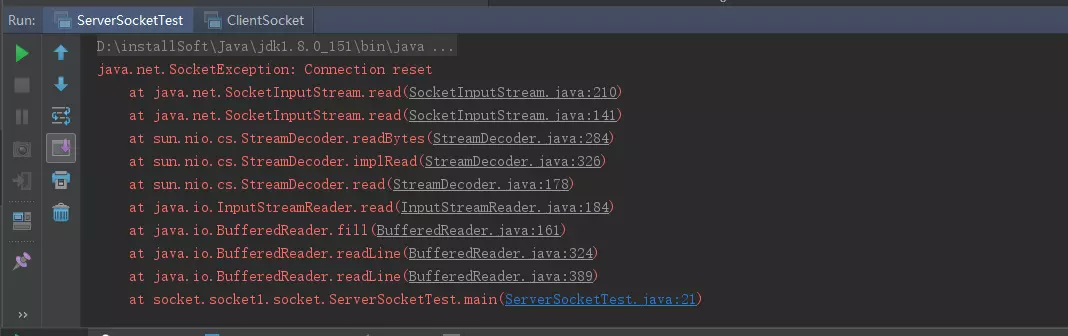 Run: ServerSocketTest ClientSocket
D:\installSoft\Java\jdk1.8.0_151\bin\java ...
java.net.SocketException: Connection reset
at java.net.SocketInputStream.read(SocketInputStream.java:210)
at java.net.SocketInputStream.read(SocketInputStream.java:141)
at sun.nio.cs.StreamDecoder.readBytes(StreamDecoder.java:284)
at sun.nio.cs.StreamDecoder.implRead(StreamDecoder.java:326)
at sun.nio.cs.StreamDecoder.read(StreamDecoder.java:178)
at java.io.InputStreamReader.read(InputStreamReader.java:184)
at java.io.BufferedReader.fill(BufferedReader.java:161)
at java.io.BufferedReader.readLine(BufferedReader.java:324)
at java.io.BufferedReader.readLine(BufferedReader.java:389)
at socket.socket1.socket.ServerSocketTest.main(ServerSocketTest.java:21)